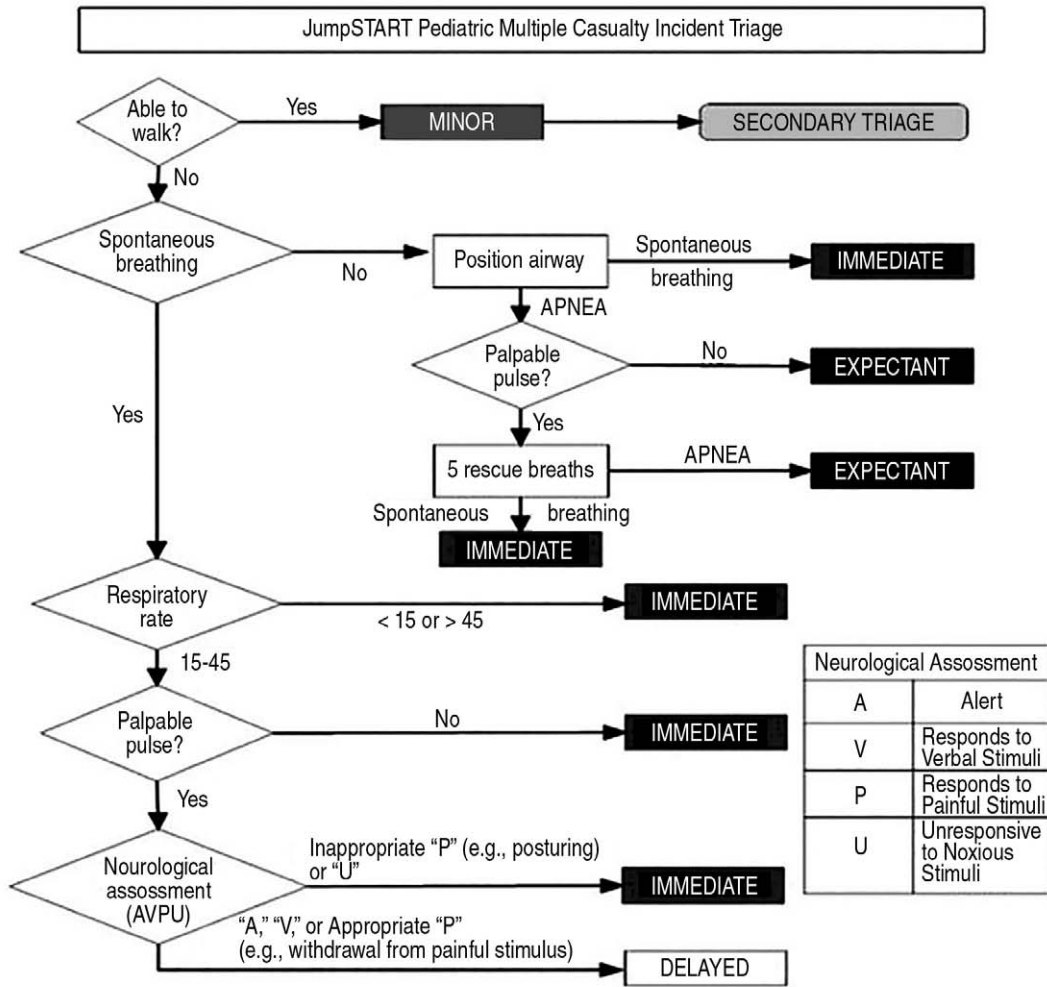 JumpSTART Pediatric Multiple Casualty Incident Triage
Able to
walk?
Yes
MINOR
SECONDARY TRIAGE
No
Spontaneous
breathing
No
Position airway
Spontaneous
breathing
IMMEDIATE
APNEA
Palpable
pulse?
No
EXPECTANT
Yes
Yes
5 rescue breaths
APNEA
EXPECTANT
Spontaneous breathing
IMMEDIATE
Respiratory
rate
< 15 or > 45
IMMEDIATE
15-45
Palpable
pulse?
No
IMMEDIATE
Yes
Neurological
assossment
(AVPU)
Inappropriate “P” (e.g., posturing)
or “U”
IMMEDIATE
“A,” “V,” or Appropriate “P”
(e.g., withdrawal from painful stimulus)
DELAYED
Neurological Assossment
A Alert
V Responds to
Verbal Stimuli
P Responds to
Painful Stimuli
U Unresponsive
to Noxious
Stimuli